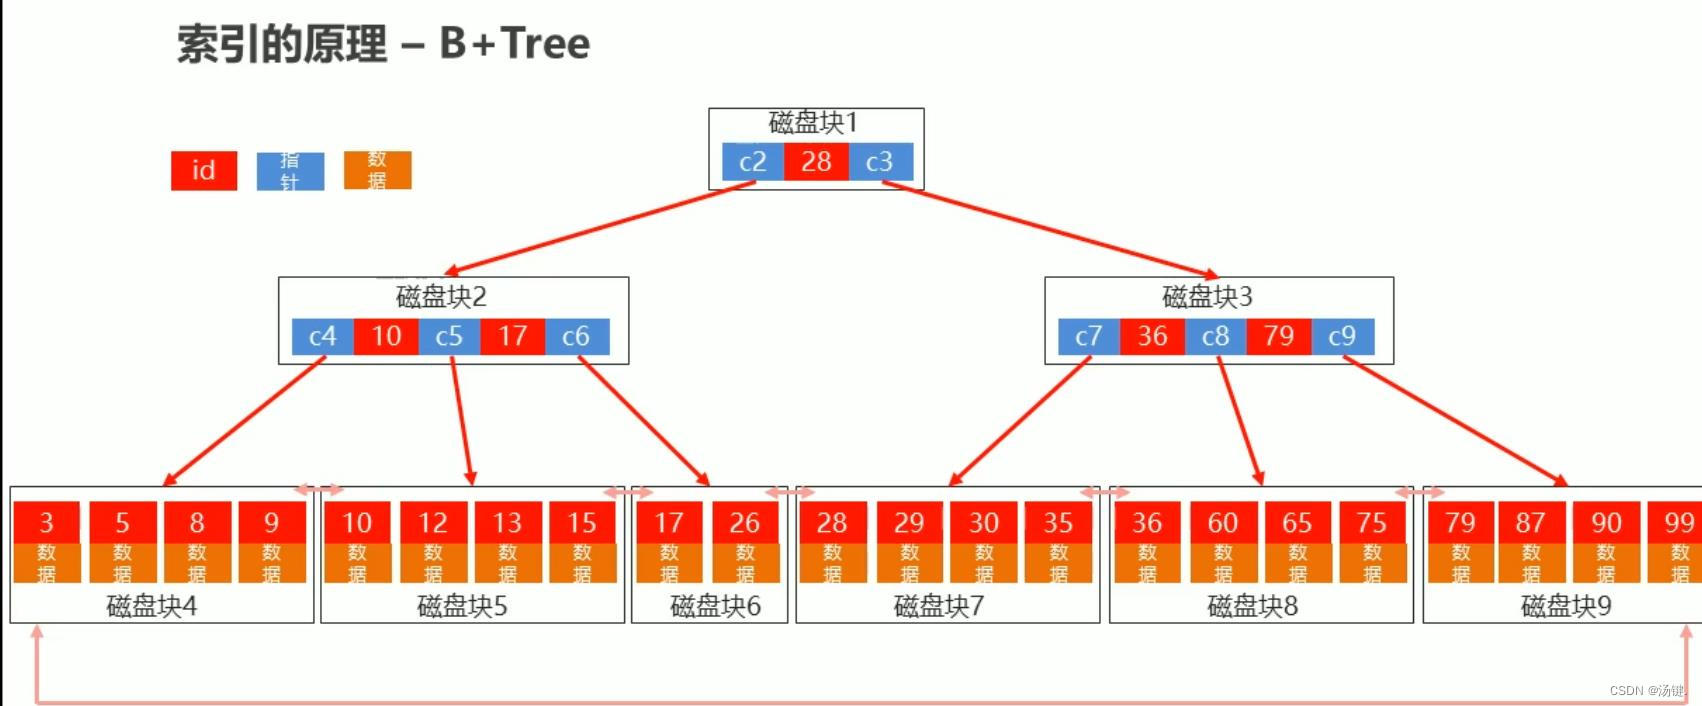 索引的原理 – B+Tree
磁盘块1
id 指针 数据
c2 28 c3
磁盘块2 磁盘块3
c4 10 c5 17 c6 c7 36 c8 79 c9
3 5 8 9 10 12 13 15 17 26 28 29 30 35 36 60 65 75 79 87 90 99
数据 数据 数据 数据 数据 数据 数据 数据 数据 数据 数据 数据 数据 数据 数据 数据 数据 数据 数据 数据 数据 数据
磁盘块4 磁盘块5 磁盘块6 磁盘块7 磁盘块8 磁盘块9
CSDN @汤键.